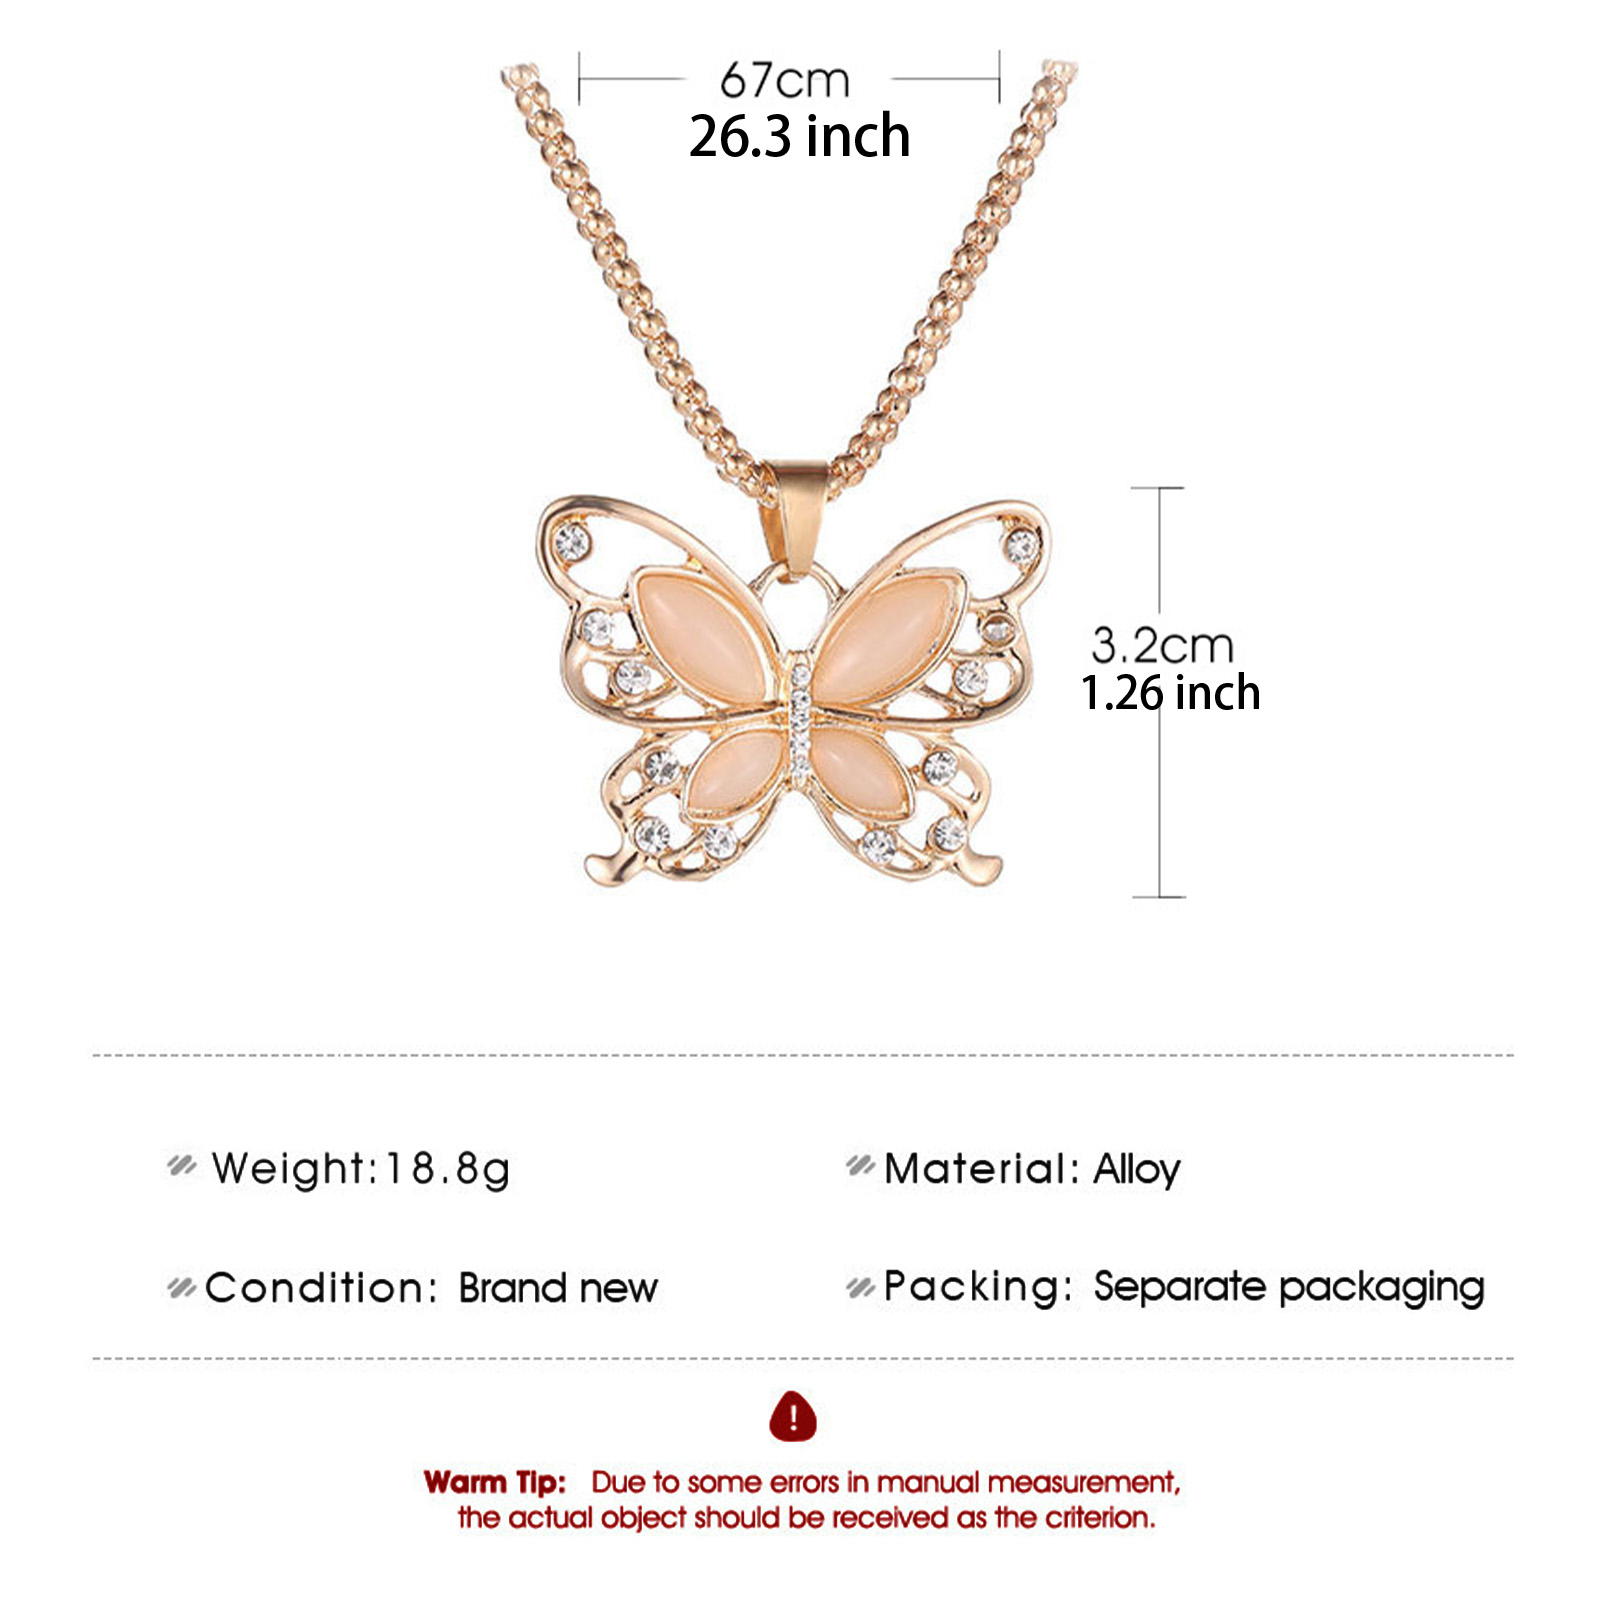 67cm
26.3 inch
3.2cm
1.26 inch
Weight:18.8g
Material: Alloy
Condition: Brand new
Packing: Separate packaging
!
Warm Tip: Due to some errors in manual measurement,
the actual object should be received as the criterion.